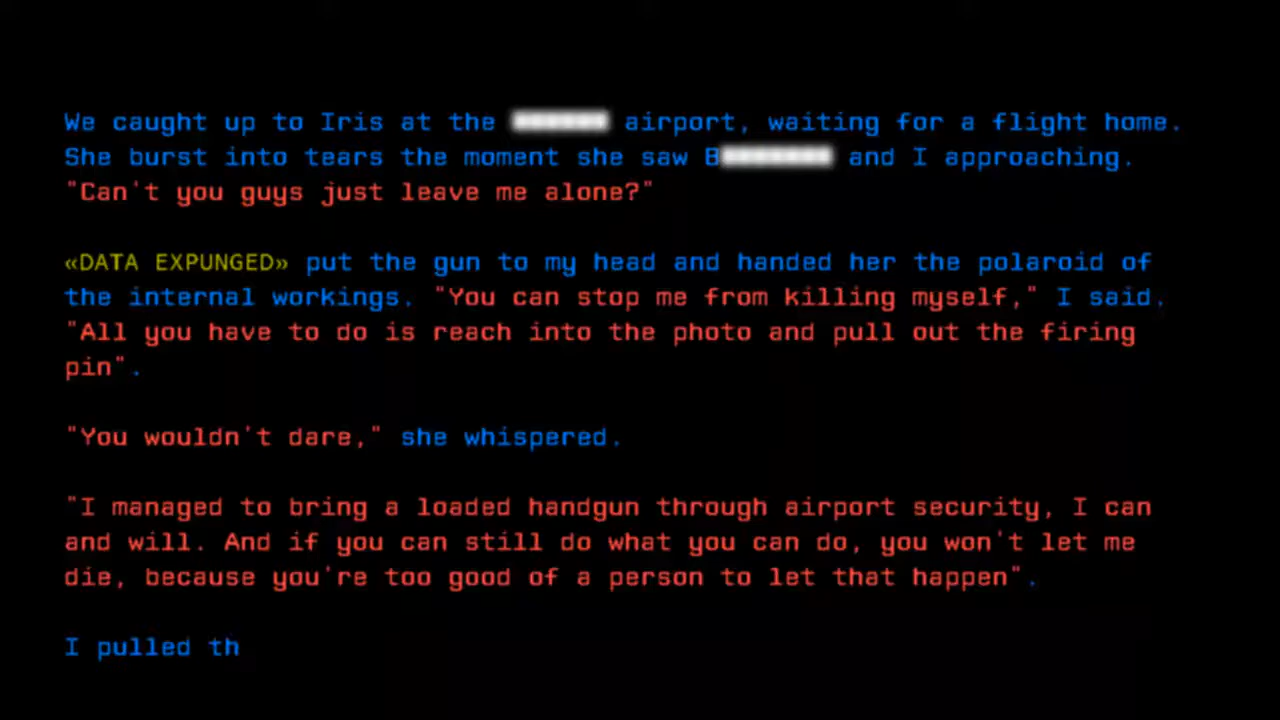 We caught up to Iris at the airport, waiting for a flight home.
She burst into tears the moment she saw B and I approaching.
"Can't you guys just leave me alone?"
«DATA EXPUNGED» put the gun to my head and handed her the polaroid of
the internal workings. "You can stop me from killing myself," I said.
"All you have to do is reach into the photo and pull out the firing
pin".
"You wouldn't dare," she whispered.
"I managed to bring a loaded handgun through airport security, I can
and will. And if you can still do what you can do, you won't let me
die, because you're too good of a person to let that happen".
I pulled th